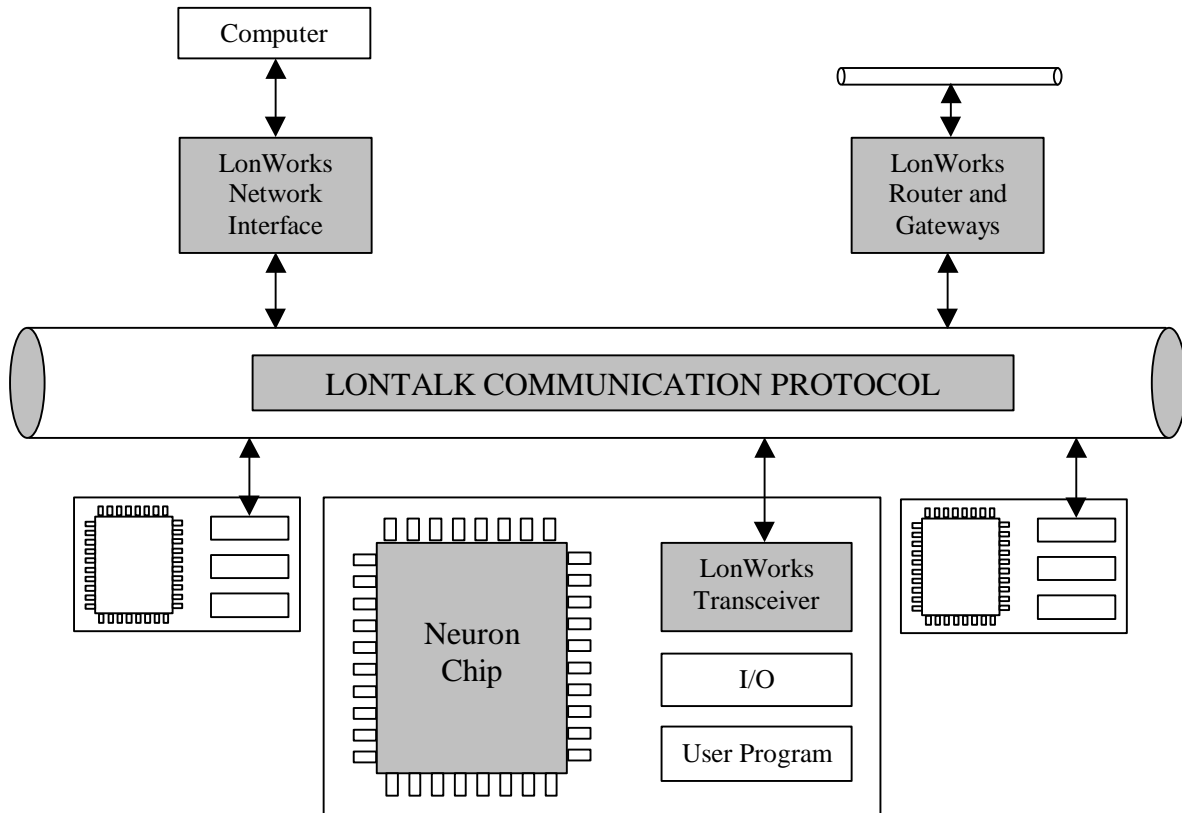 Computer
LonWorks
Network
Interface
LonWorks
Router and
Gateways
LONTALK COMMUNICATION PROTOCOL
Neuron
Chip
LonWorks
Transceiver
I/O
User Program